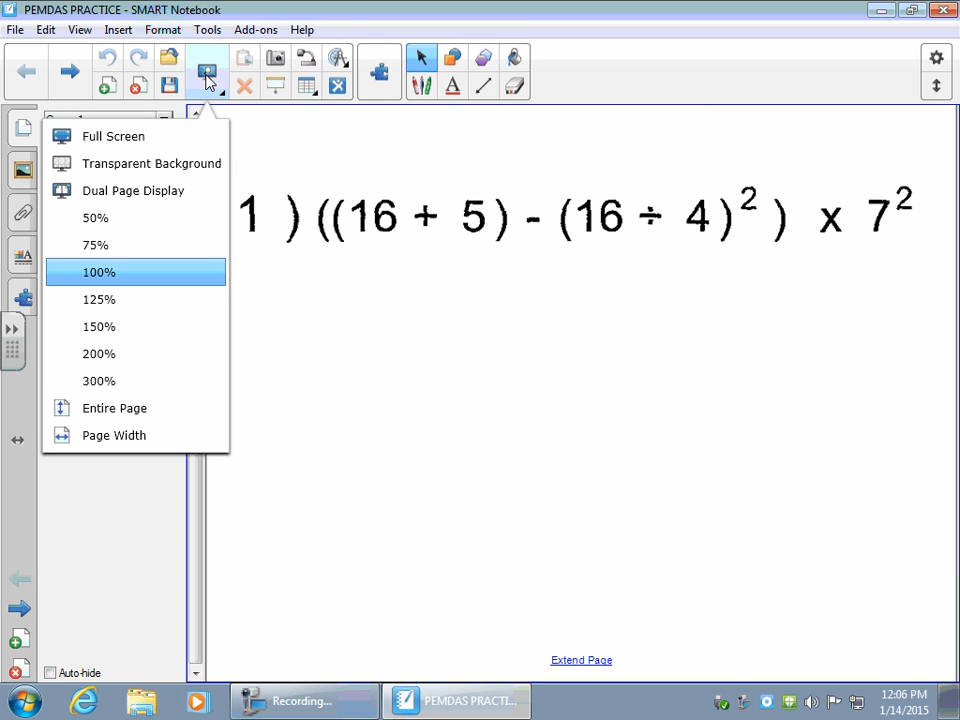 PEMDAS PRACTICE - SMART Notebook
File Edit View Insert Format Tools Add-ons Help
Full Screen
Transparent Background
Dual Page Display
50%
75%
100%
125%
150%
200%
300%
Entire Page
Page Width
1 ) ((16 + 5) - (16 ÷ 4)² ) x 7²
Extend Page
Auto-hide
Recording...
PEMDAS PRACTI...
12:06 PM
1/14/2015